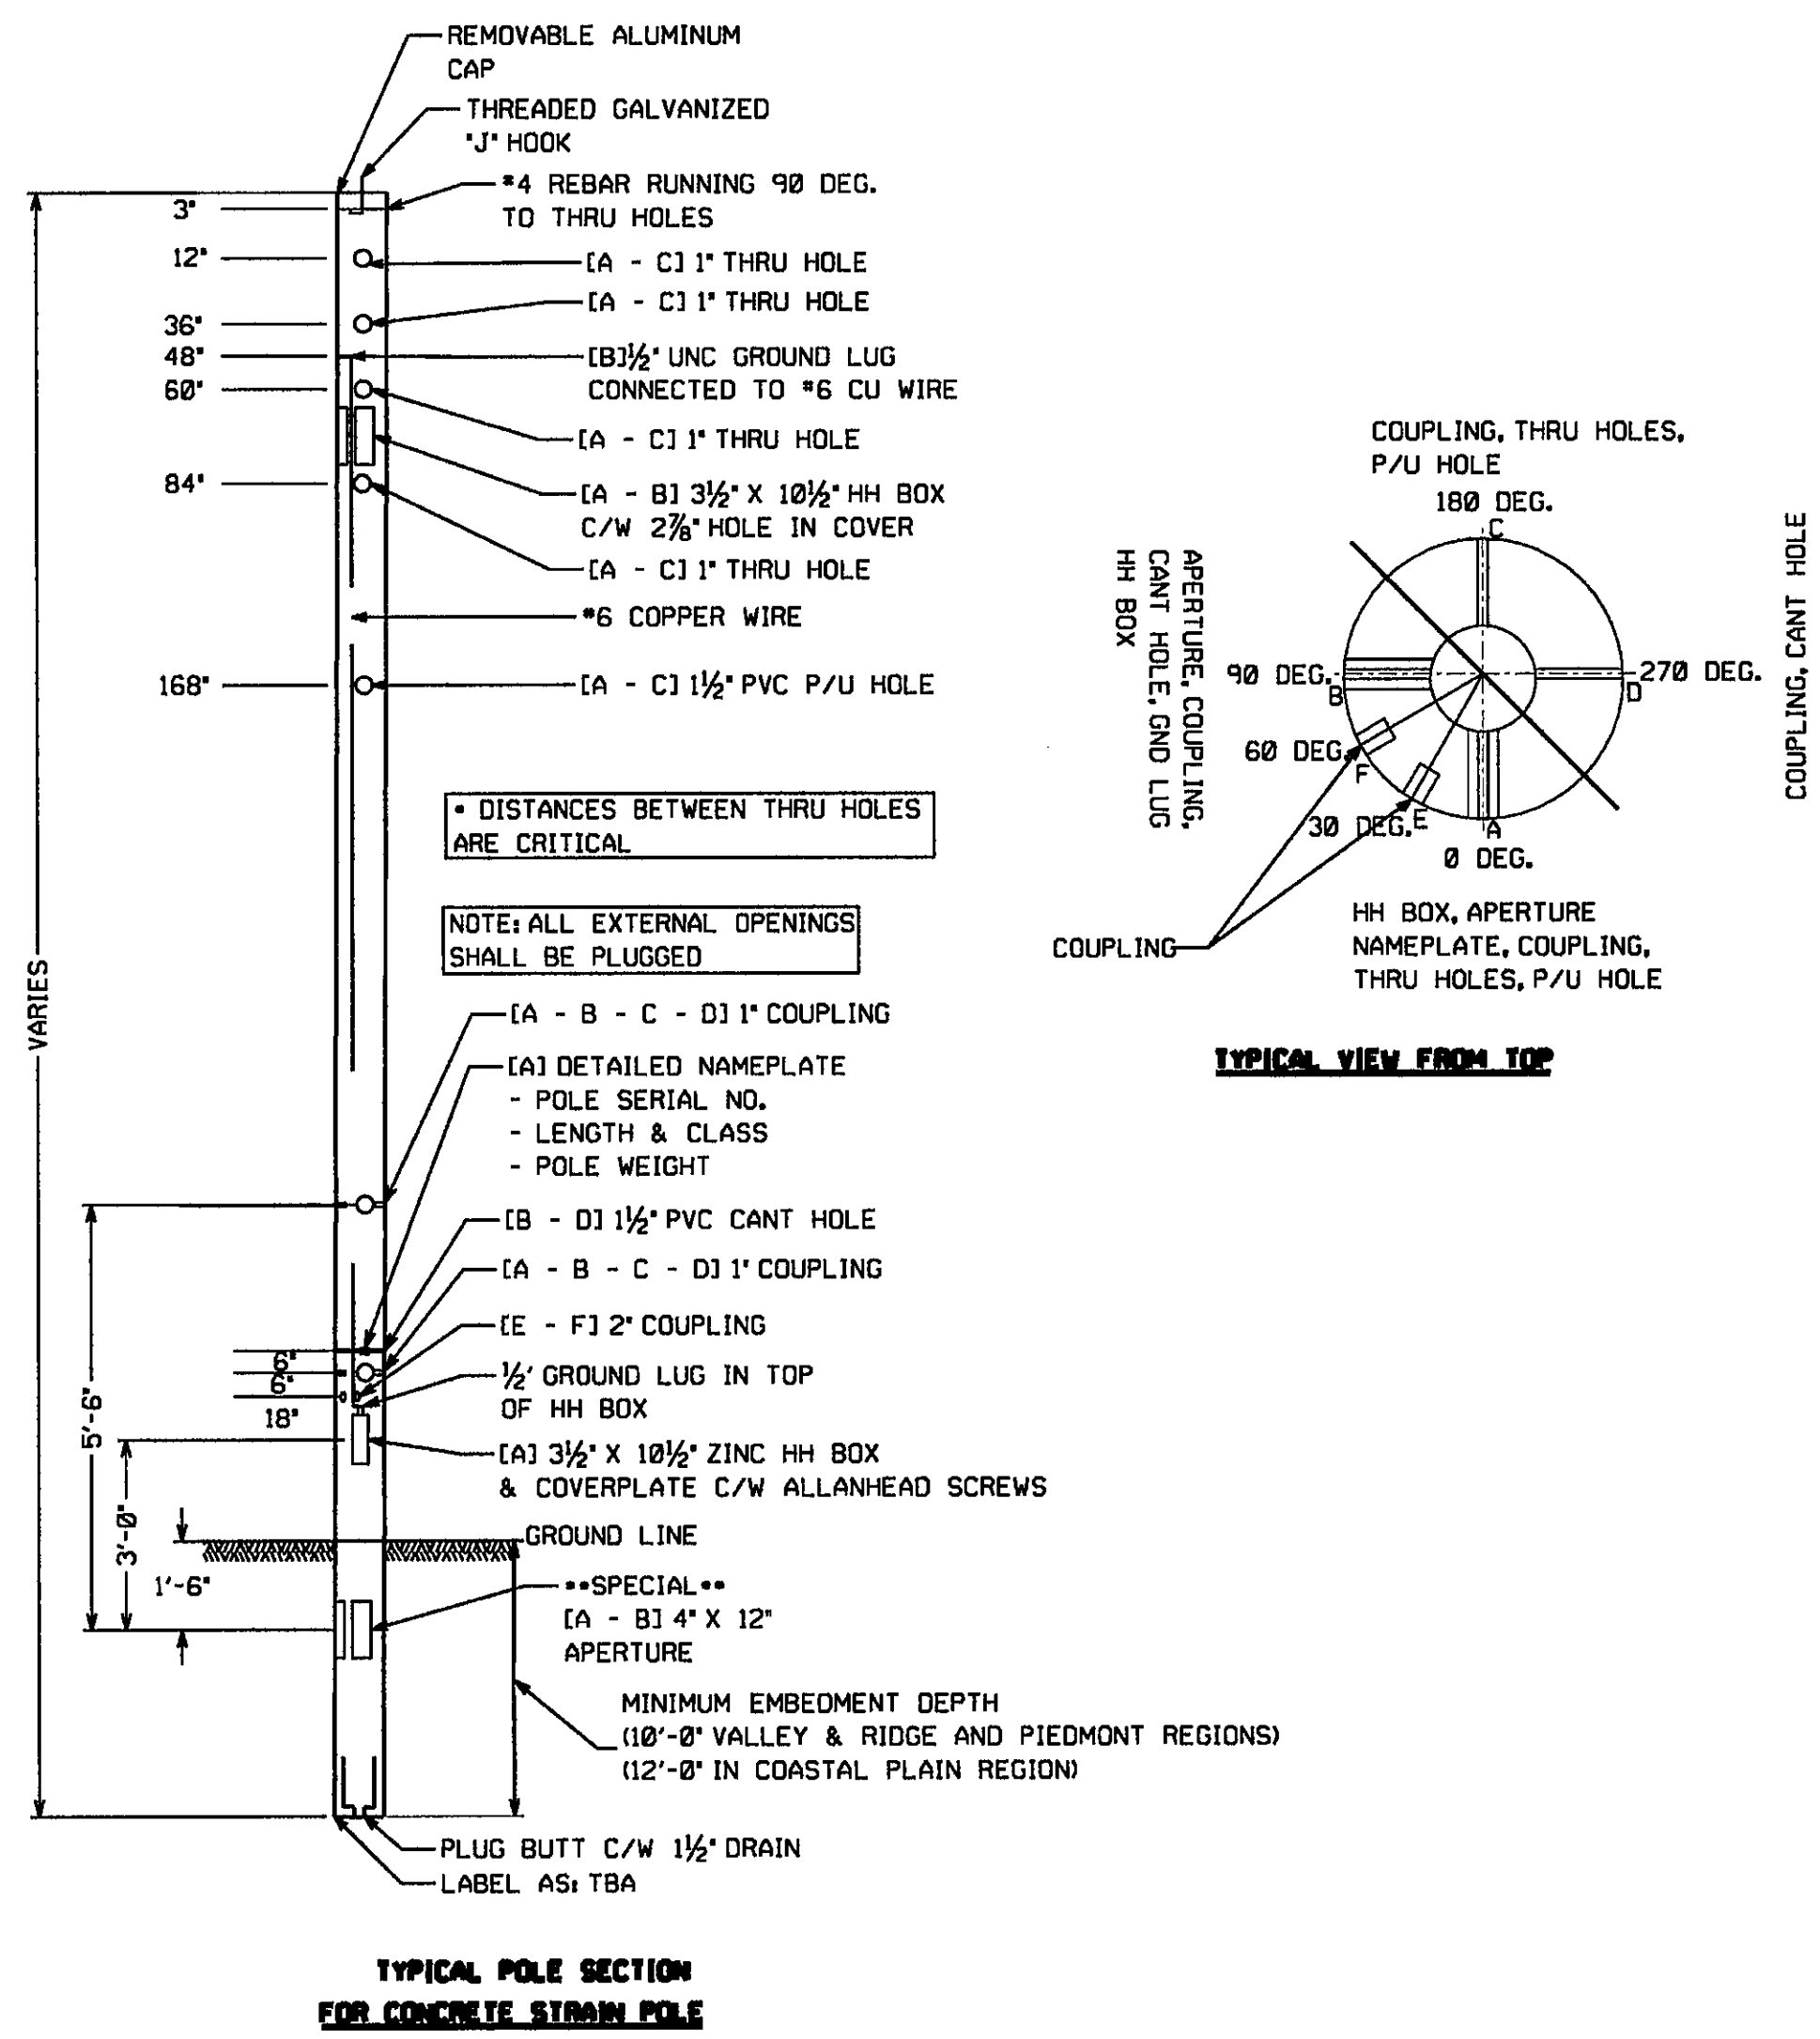 REMOVABLE ALUMINUM
CAP
THREADED GALVANIZED
"J" HOOK
#4 REBAR RUNNING 90 DEG.
TO THRU HOLES
3"
12"
[A - C] 1" THRU HOLE
[A - C] 1" THRU HOLE
36"
48"
[B] ½" UNC GROUND LUG
CONNECTED TO #6 CU WIRE
60"
[A - C] 1" THRU HOLE
84"
[A - B] 3½" X 10½" HH BOX
C/W 2⅞" HOLE IN COVER
[A - C] 1" THRU HOLE
#6 COPPER WIRE
168"
[A - C] 1½" PVC P/U HOLE
* DISTANCES BETWEEN THRU HOLES
ARE CRITICAL
NOTE: ALL EXTERNAL OPENINGS
SHALL BE PLUGGED
VARIES
[A - B - C - D] 1" COUPLING
[A] DETAILED NAMEPLATE
- POLE SERIAL NO.
- LENGTH & CLASS
- POLE WEIGHT
[B - D] 1½" PVC CANT HOLE
[A - B - C - D] 1" COUPLING
[E - F] 2" COUPLING
6"
6"
18"
½' GROUND LUG IN TOP
OF HH BOX
5'-6"
[A] 3½" X 10½" ZINC HH BOX
& COVERPLATE C/W ALLANHEAD SCREWS
3'-0"
GROUND LINE
1'-6"
**SPECIAL**
[A - B] 4" X 12"
APERTURE
MINIMUM EMBEDMENT DEPTH
(10'-0" VALLEY & RIDGE AND PIEDMONT REGIONS)
(12'-0" IN COASTAL PLAIN REGION)
PLUG BUTT C/W 1½" DRAIN
LABEL AS: TBA
TYPICAL POLE SECTION
FOR CONCRETE STRAIN POLE
COUPLING, THRU HOLES,
P/U HOLE
180 DEG.
C
APERTURE, COUPLING,
CANT HOLE, GND LUG
HH BOX
90 DEG.
B
270 DEG.
D
COUPLING, CANT HOLE
60 DEG.
F
30 DEG.
E
A
0 DEG.
COUPLING
HH BOX, APERTURE
NAMEPLATE, COUPLING,
THRU HOLES, P/U HOLE
TYPICAL VIEW FROM TOP